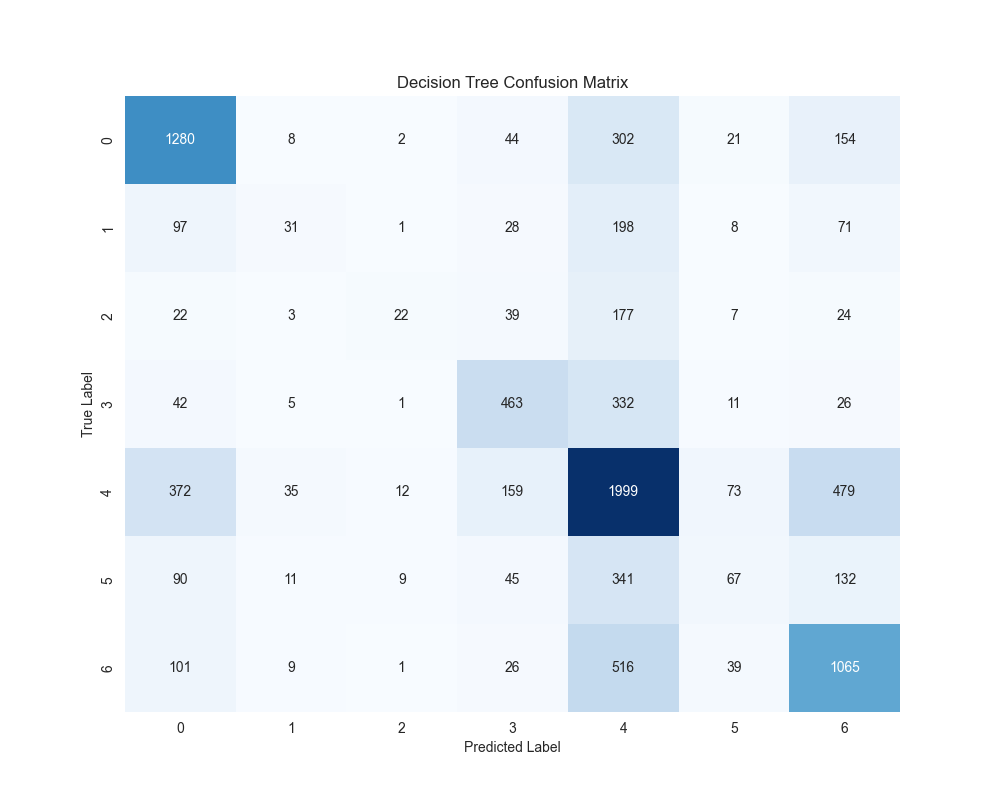 Decision Tree Confusion Matrix
True Label
0 1280 8 2 44 302 21 154
1 97 31 1 28 198 8 71
2 22 3 22 39 177 7 24
3 42 5 1 463 332 11 26
4 372 35 12 159 1999 73 479
5 90 11 9 45 341 67 132
6 101 9 1 26 516 39 1065
0 1 2 3 4 5 6
Predicted Label